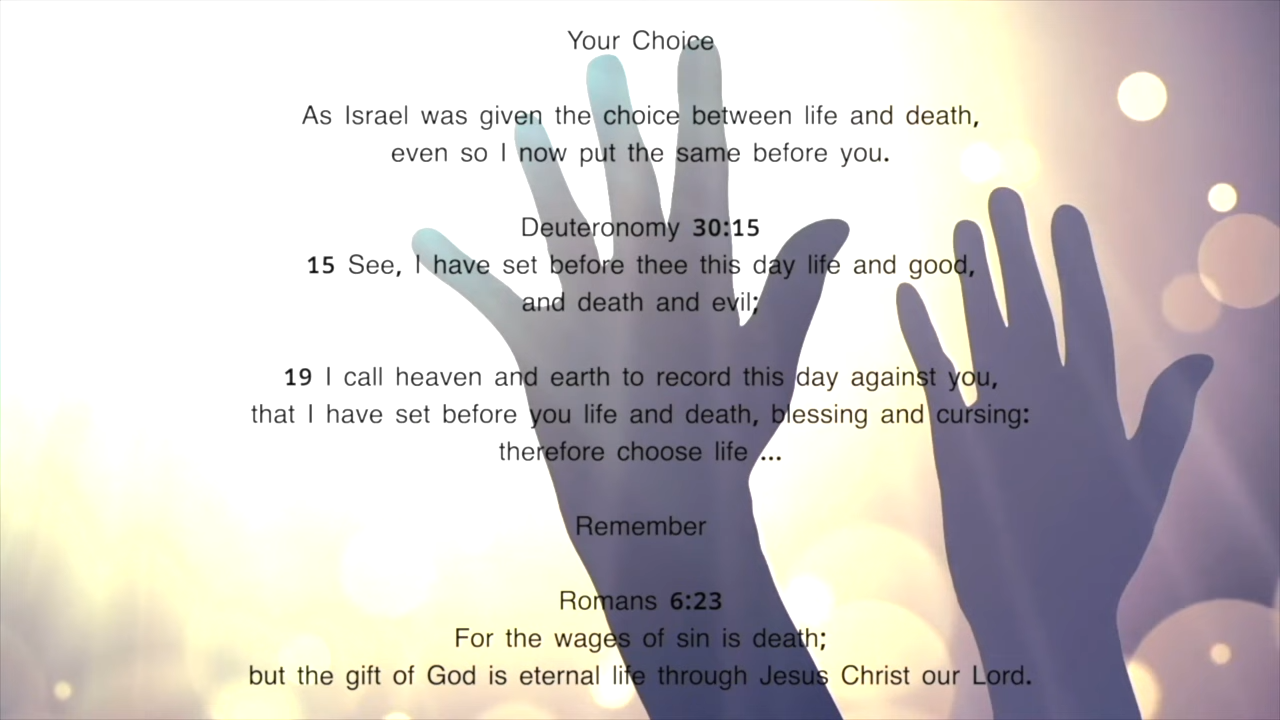 Your Choice
As Israel was given the choice between life and death,
even so I now put the same before you.
Deuteronomy 30:15
15 See, I have set before thee this day life and good,
and death and evil;
19 I call heaven and earth to record this day against you,
that I have set before you life and death, blessing and cursing:
therefore choose life ...
Remember
Romans 6:23
For the wages of sin is death;
but the gift of God is eternal life through Jesus Christ our Lord.